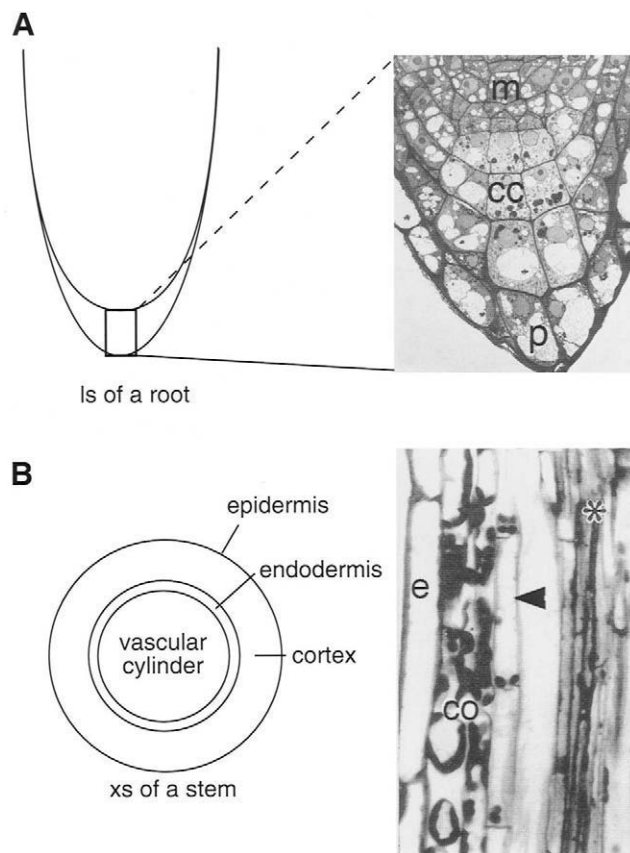 A
m
cc
p
ls of a root
B
epidermis
endodermis
vascular
cylinder
cortex
xs of a stem
e
co
*